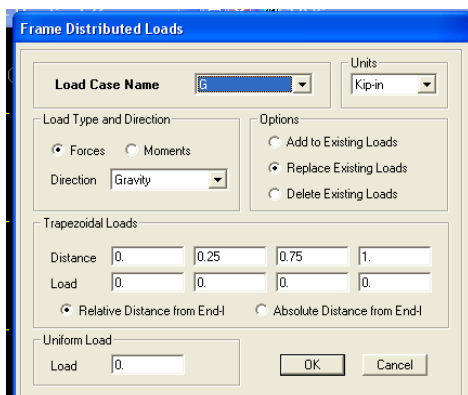 Frame Distributed Loads
Units
Load Case Name G Kip-in
Load Type and Direction Options
Forces Moments Add to Existing Loads
Replace Existing Loads
Direction Gravity Delete Existing Loads
Trapezoidal Loads
Distance 0. 0.25 0.75 1.
Load 0. 0. 0. 0.
Relative Distance from End-I Absolute Distance from End-I
Uniform Load
Load 0. OK Cancel